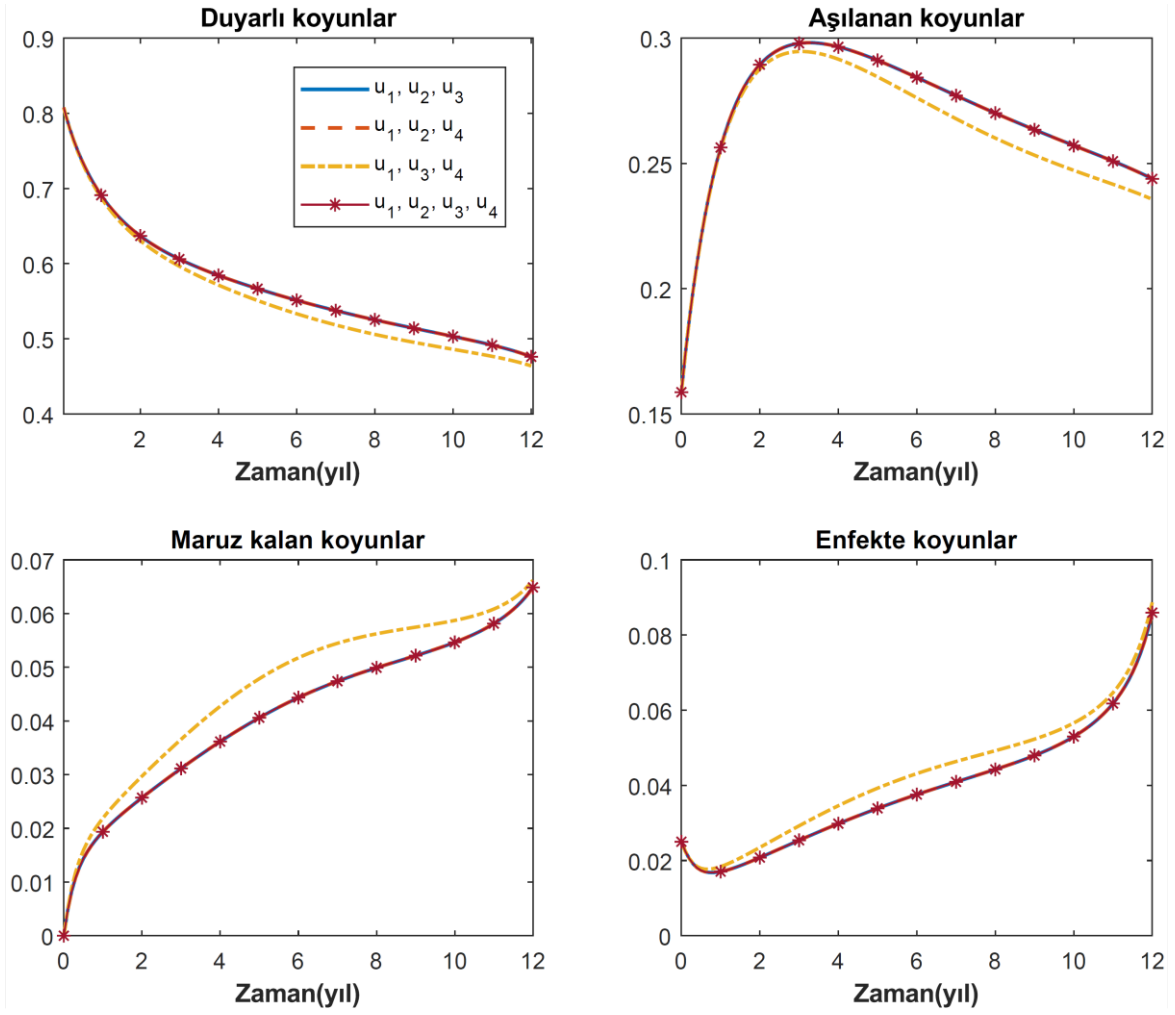 Duyarlı koyunlar
0.9
0.8
0.7
0.6
0.5
0.4
2 4 6 8 10 12
Zaman(yıl)
u1, u2, u3
u1, u2, u4
u1, u3, u4
u1, u2, u3, u4
Aşılanan koyunlar
0.3
0.25
0.2
0.15
0 2 4 6 8 10 12
Zaman(yıl)
Maruz kalan koyunlar
0.07
0.06
0.05
0.04
0.03
0.02
0.01
0
0 2 4 6 8 10 12
Zaman(yıl)
Enfekte koyunlar
0.1
0.08
0.06
0.04
0.02
0
0 2 4 6 8 10 12
Zaman(yıl)